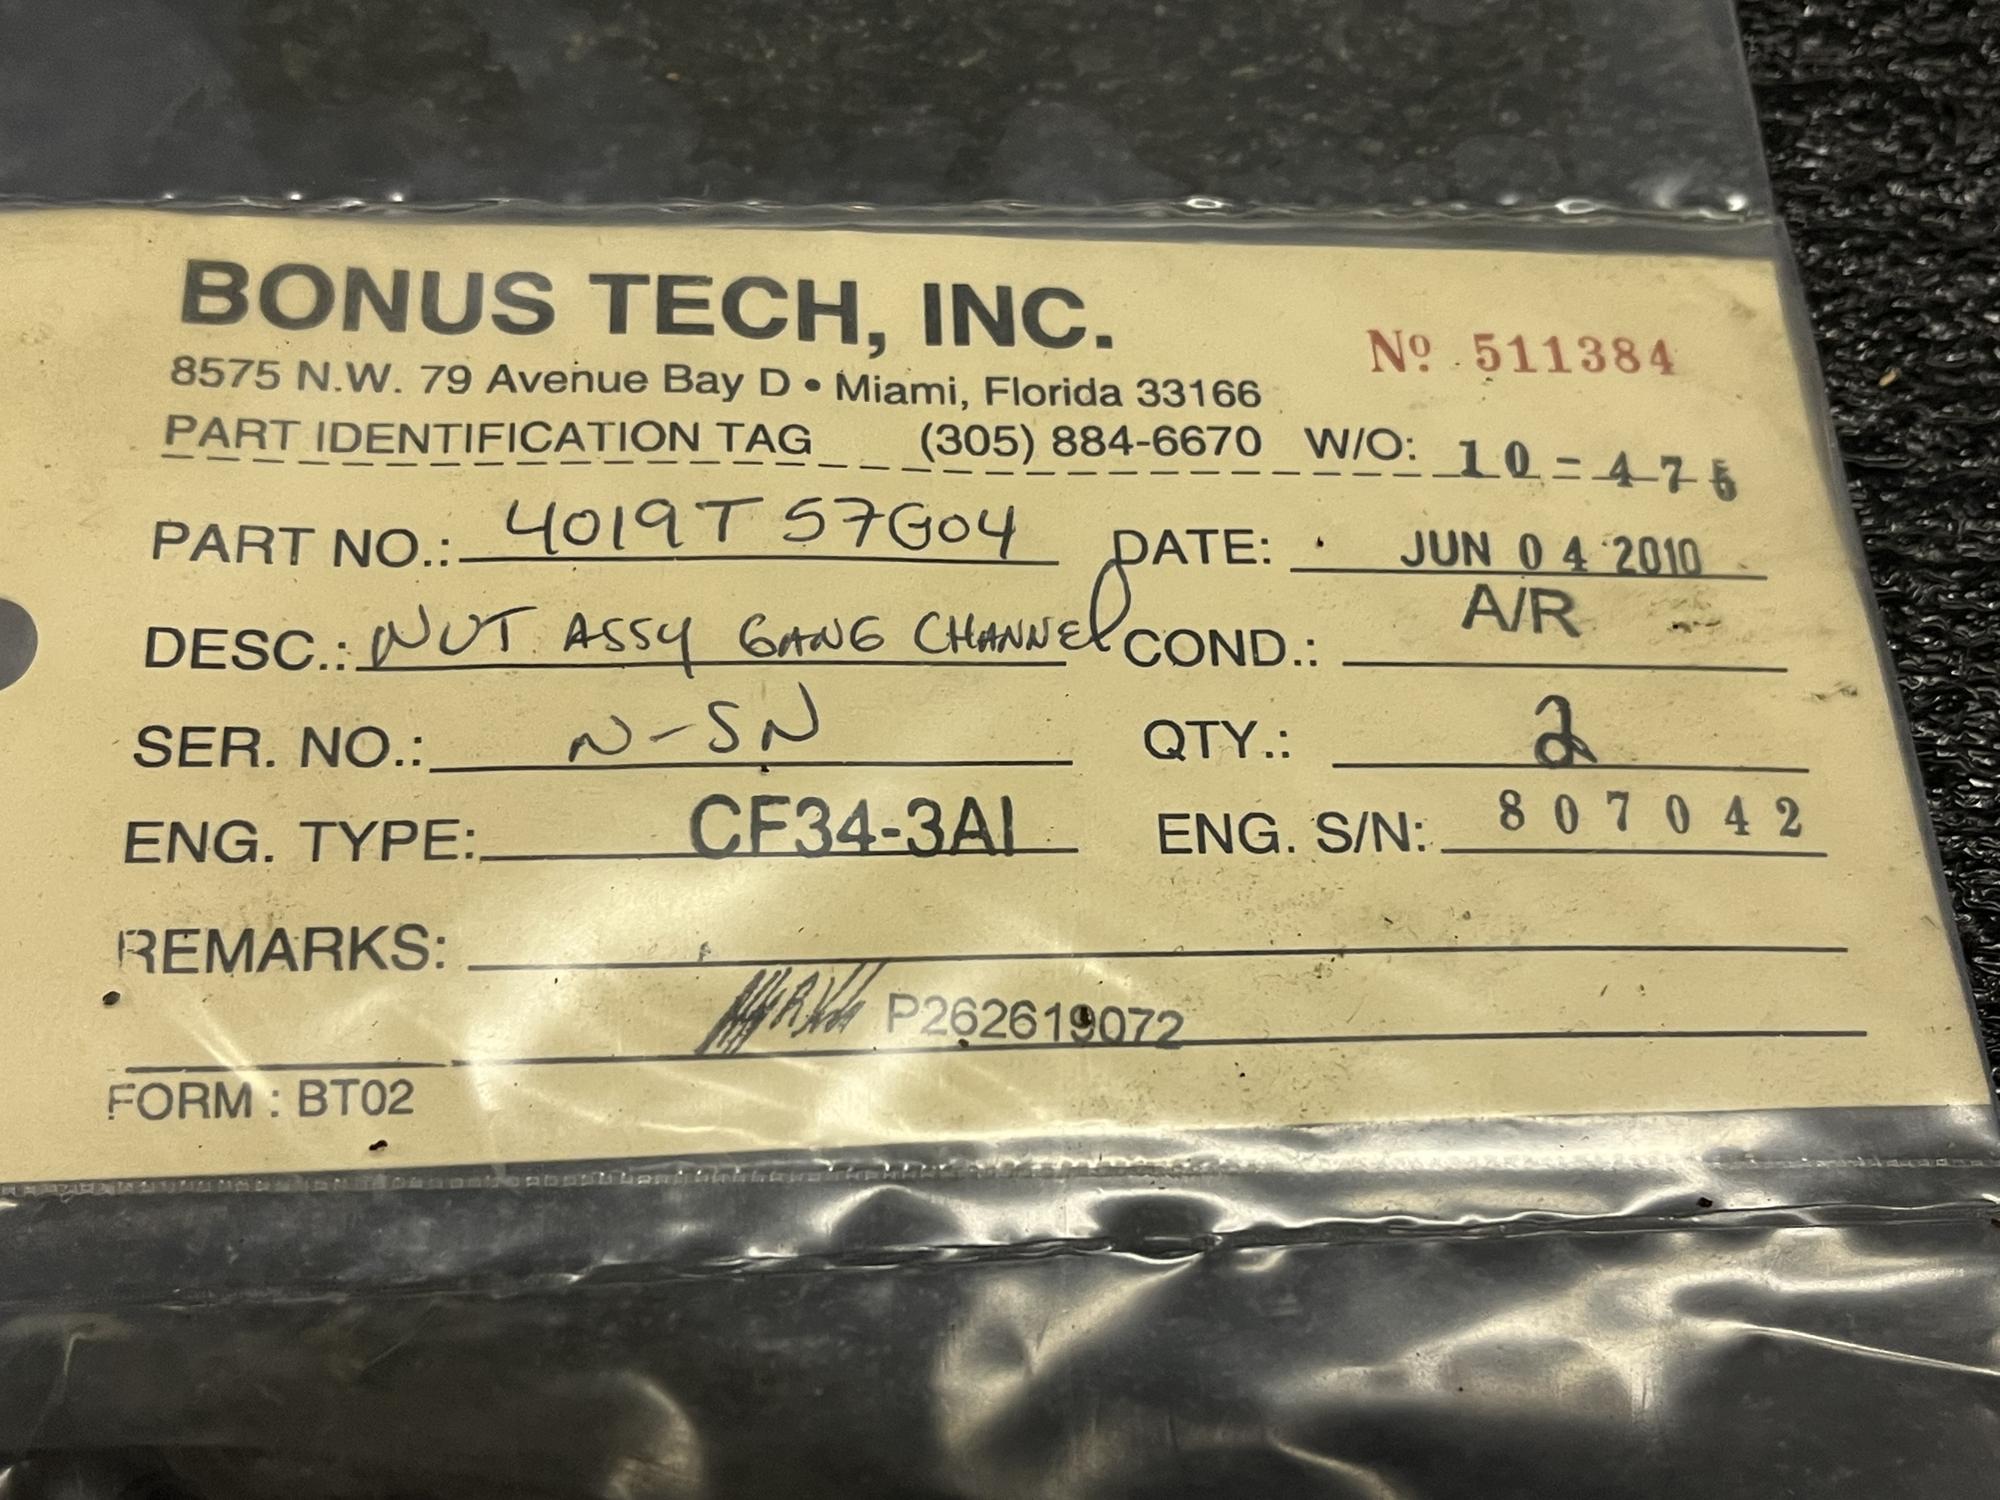 BONUS TECH, INC.
Nº 511384
8575 N.W. 79 Avenue Bay D • Miami, Florida 33166
PART IDENTIFICATION TAG (305) 884-6670 W/O: 10-475
PART NO.: 4019T57G04 DATE: JUN 04 2010
DESC.: NUT ASSY GANG CHANNEL COND.: A/R
SER. NO.: N-SN QTY.: 2
ENG. TYPE: CF34-3A1 ENG. S/N: 807042
REMARKS:
P262619072
FORM : BT02